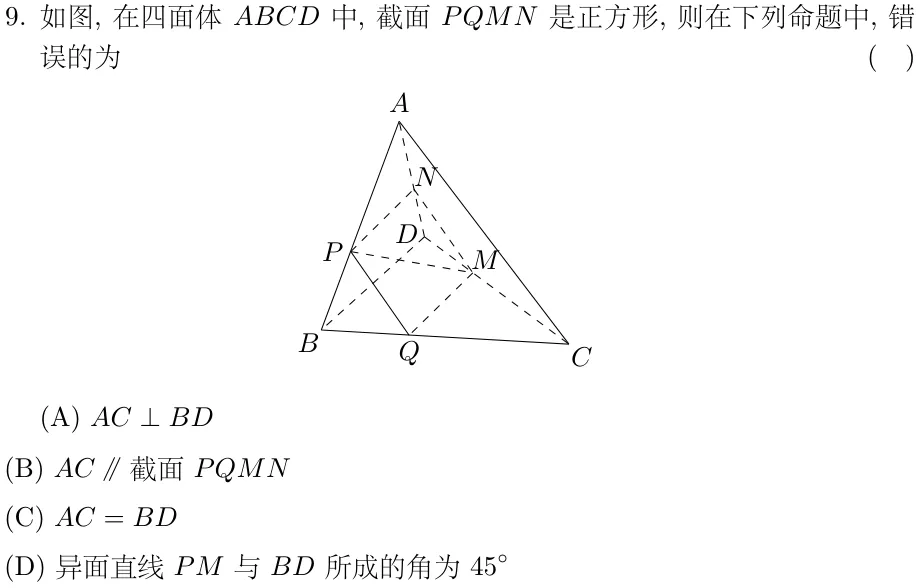 9. 如图, 在四面体 ABCD 中, 截面 PQMN 是正方形, 则在下列命题中, 错
误的为 ( )
A
N
D
P
M
B
Q
C
(A) AC ⊥ BD
(B) AC ∥ 截面 PQMN
(C) AC = BD
(D) 异面直线 PM 与 BD 所成的角为 45°